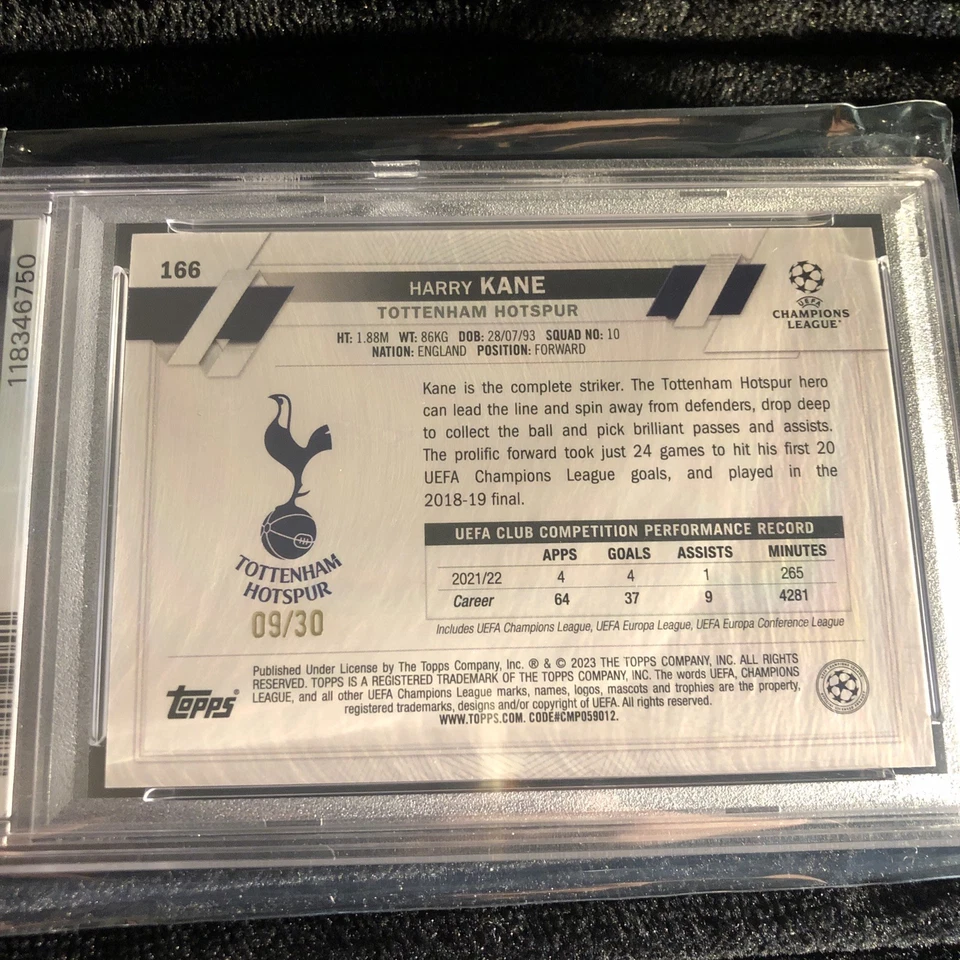 118346750
166
HARRY KANE
TOTTENHAM HOTSPUR
UEFA
CHAMPIONS
LEAGUE
HT: 1.88M WT: 86KG DOB: 28/07/93 SQUAD NO: 10
NATION: ENGLAND POSITION: FORWARD
Kane is the complete striker. The Tottenham Hotspur hero
can lead the line and spin away from defenders, drop deep
to collect the ball and pick brilliant passes and assists.
The prolific forward took just 24 games to hit his first 20
UEFA Champions League goals, and played in the
2018-19 final.
TOTTENHAM
HOTSPUR
09/30
UEFA CLUB COMPETITION PERFORMANCE RECORD
APPS GOALS ASSISTS MINUTES
2021/22 4 4 1 265
Career 64 37 9 4281
Includes UEFA Champions League, UEFA Europa League, UEFA Europa Conference League
Topps®
Published Under License by The Topps Company, Inc. ® & © 2023 THE TOPPS COMPANY, INC. ALL RIGHTS
RESERVED. TOPPS IS A REGISTERED TRADEMARK OF THE TOPPS COMPANY, INC. The words UEFA, CHAMPIONS
LEAGUE, and all other UEFA Champions League marks, names, logos, mascots and trophies are the property,
registered trademarks, designs and/or copyright of UEFA. All rights reserved.
WWW.TOPPS.COM. CODE#CMP059012.